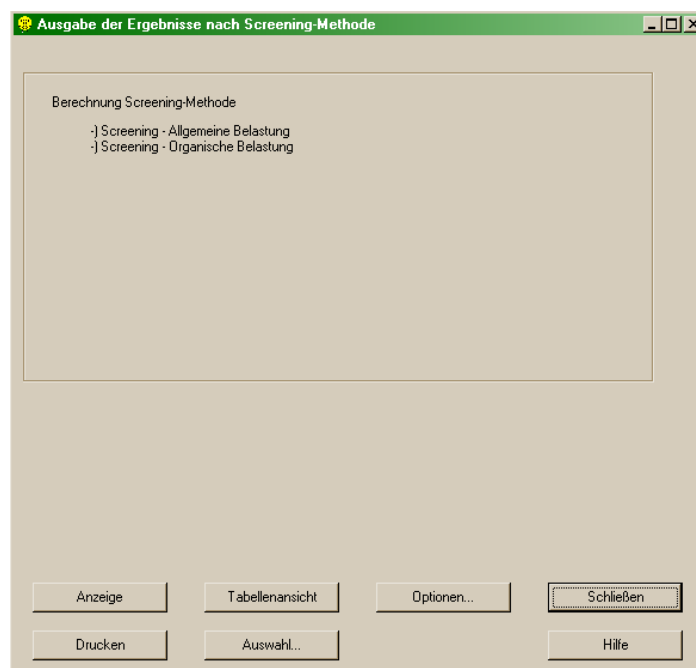 Ausgabe der Ergebnisse nach Screening-Methode
Berechnung Screening-Methode
-) Screening - Allgemeine Belastung
-) Screening - Organische Belastung
Anzeige
Tabellenansicht
Optionen...
Schließen
Drucken
Auswahl...
Hilfe